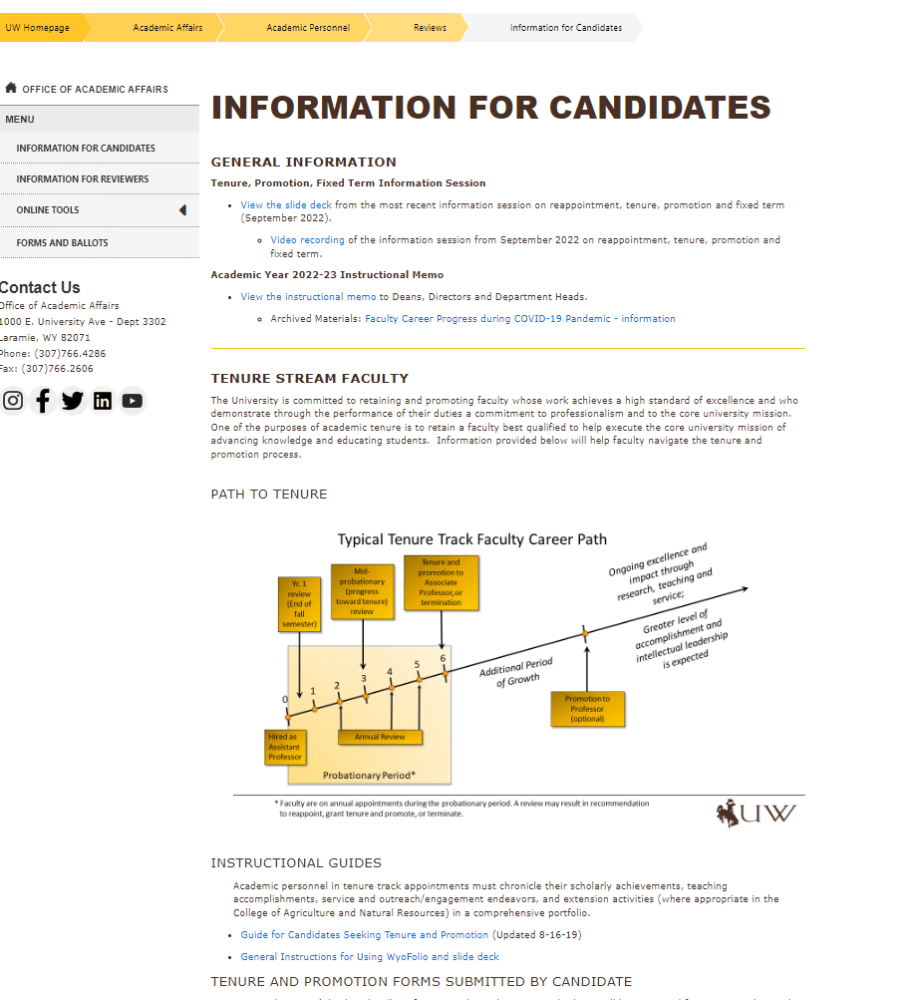 UW Homepage
Academic Affairs
Academic Personnel
Reviews
Information for Candidates
OFFICE OF ACADEMIC AFFAIRS
MENU
INFORMATION FOR CANDIDATES
INFORMATION FOR REVIEWERS
ONLINE TOOLS
FORMS AND BALLOTS
Contact Us
Office of Academic Affairs
1000 E. University Ave - Dept 3302
Laramie, WY 82071
Phone: (307)766.4286
Fax: (307)766.2606
INFORMATION FOR CANDIDATES
GENERAL INFORMATION
Tenure, Promotion, Fixed Term Information Session
View the slide deck from the most recent information session on reappointment, tenure, promotion and fixed term
(September 2022).
Video recording of the information session from September 2022 on reappointment, tenure, promotion and
fixed term.
Academic Year 2022-23 Instructional Memo
View the instructional memo to Deans, Directors and Department Heads.
Archived Materials: Faculty Career Progress during COVID-19 Pandemic - information
TENURE STREAM FACULTY
The University is committed to retaining and promoting faculty whose work achieves a high standard of excellence and who
demonstrate through the performance of their duties a commitment to professionalism and to the core university mission.
One of the purposes of academic tenure is to retain a faculty best qualified to help execute the core university mission of
advancing knowledge and educating students. Information provided below will help faculty navigate the tenure and
promotion process.
PATH TO TENURE
Typical Tenure Track Faculty Career Path
Yr. 1
review
(End of
fall
semester)
Mid-
probationary
(progress
toward tenure)
review
Tenure and
promotion to
Associate
Professor, or
termination
Ongoing excellence and
impact through
research, teaching and
service;
Greater level of
accomplishment and
intellectual leadership
is expected
Additional Period
of Growth
0
1
2
3
4
5
6
Hired as
Assistant
Professor
Annual Review
Promotion to
Professor
(optional)
Probationary Period*
* Faculty are on annual appointments during the probationary period. A review may result in recommendation
to reappoint, grant tenure and promote, or terminate.
UW
INSTRUCTIONAL GUIDES
Academic personnel in tenure track appointments must chronicle their scholarly achievements, teaching
accomplishments, service and outreach/engagement endeavors, and extension activities (where appropriate in the
College of Agriculture and Natural Resources) in a comprehensive portfolio.
Guide for Candidates Seeking Tenure and Promotion (Updated 8-16-19)
General Instructions for Using WyoFolio and slide deck
TENURE AND PROMOTION FORMS SUBMITTED BY CANDIDATE